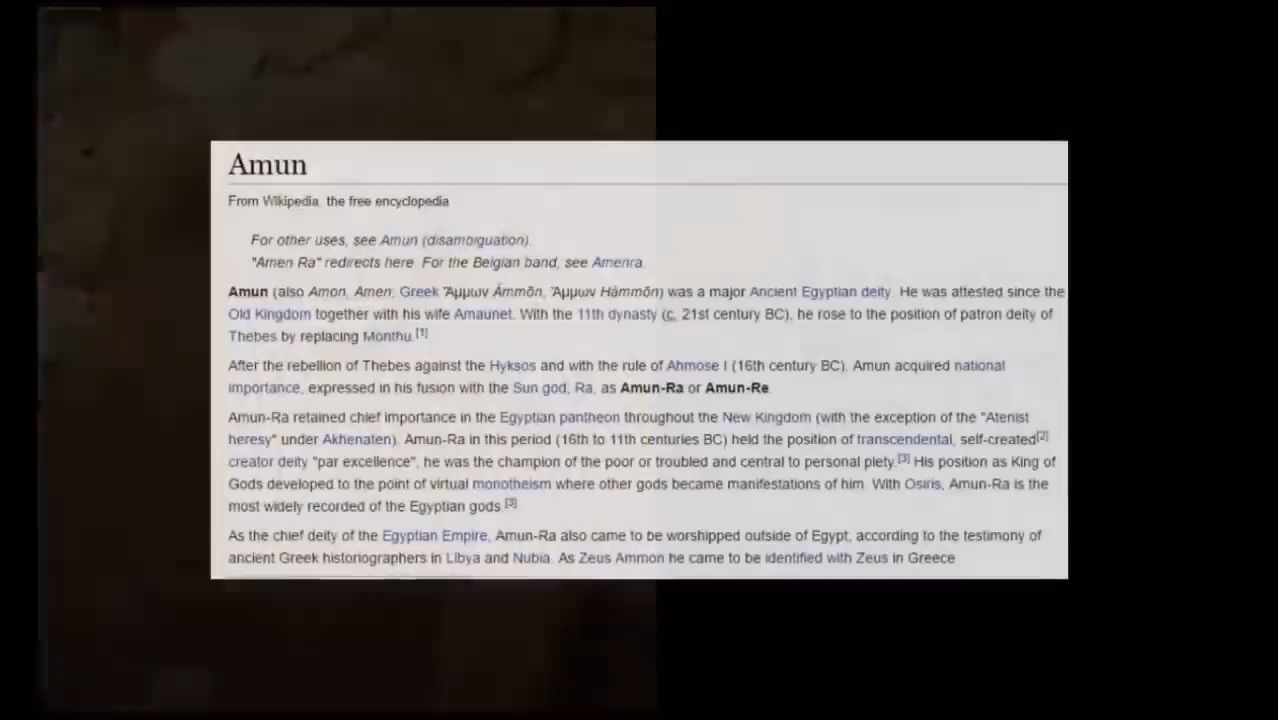 Amun
From Wikipedia, the free encyclopedia
For other uses, see Amun (disambiguation).
"Amen Ra" redirects here. For the Belgian band, see Amenra.
Amun (also Amon, Amen; Greek Ἄμμων Ámmōn, Ἅμμων Hámmōn) was a major Ancient Egyptian deity. He was attested since the
Old Kingdom together with his wife Amaunet. With the 11th dynasty (c. 21st century BC), he rose to the position of patron deity of
Thebes by replacing Monthu.[1]
After the rebellion of Thebes against the Hyksos and with the rule of Ahmose I (16th century BC), Amun acquired national
importance, expressed in his fusion with the Sun god, Ra, as Amun-Ra or Amun-Re.
Amun-Ra retained chief importance in the Egyptian pantheon throughout the New Kingdom (with the exception of the "Atenist
heresy" under Akhenaten). Amun-Ra in this period (16th to 11th centuries BC) held the position of transcendental, self-created[2]
creator deity "par excellence", he was the champion of the poor or troubled and central to personal piety.[3] His position as King of
Gods developed to the point of virtual monotheism where other gods became manifestations of him. With Osiris, Amun-Ra is the
most widely recorded of the Egyptian gods.[3]
As the chief deity of the Egyptian Empire, Amun-Ra also came to be worshipped outside of Egypt, according to the testimony of
ancient Greek historiographers in Libya and Nubia. As Zeus Ammon he came to be identified with Zeus in Greece